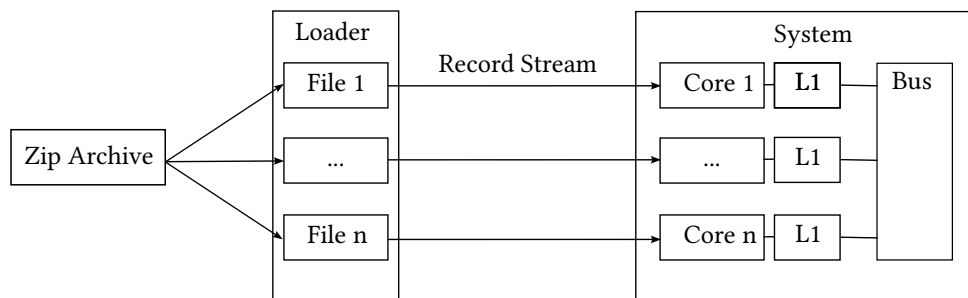 Loader
System
Record Stream
File 1
Core 1
L1
Bus
Zip Archive
...
...
L1
File n
Core n
L1